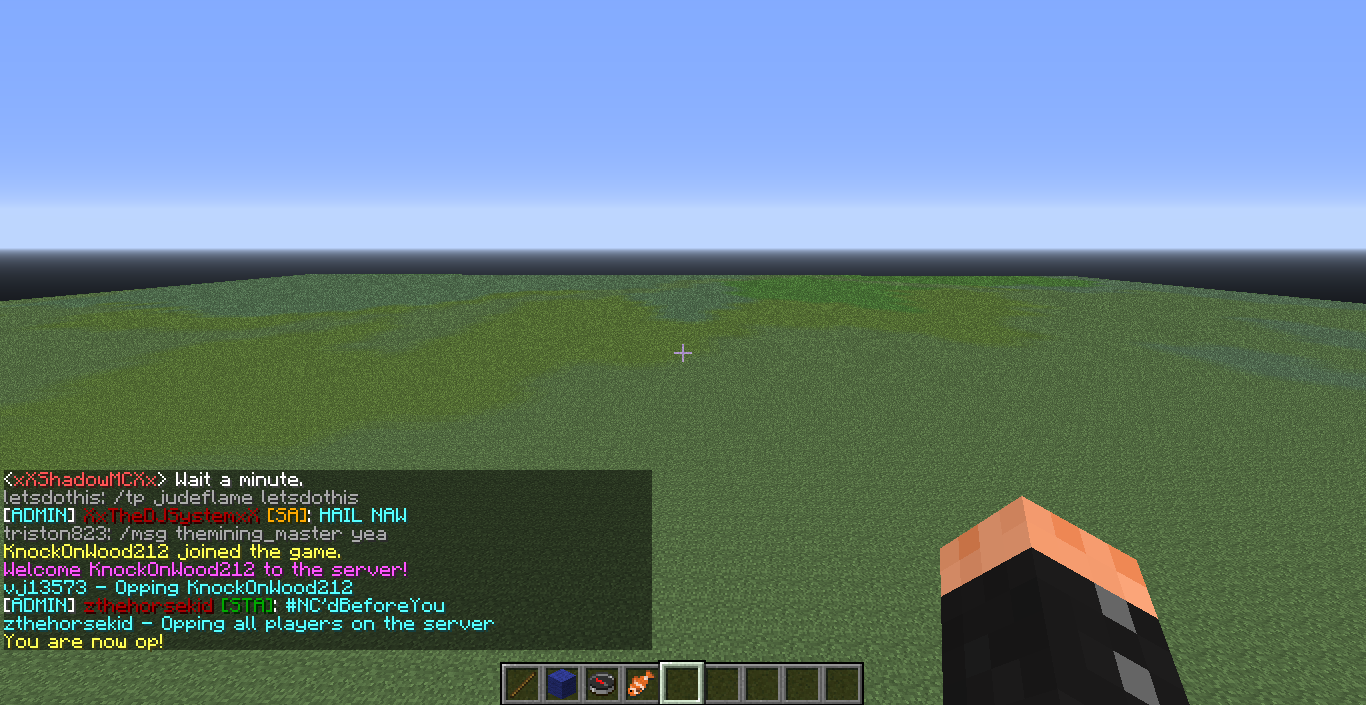 <xXShadowMCXx> Wait a minute.
letsdothis: /tp judeflame letsdothis
[ADMIN] XxTheDJSystemxX [SA]: HAIL NAW
triston823: /msg themining_master yea
KnockOnWood212 joined the game.
Welcome KnockOnWood212 to the server!
vj13573 - Opping KnockOnWood212
[ADMIN] zthehorsekid [STA]: #NC'dBeforeYou
zthehorsekid - Opping all players on the server
You are now op!